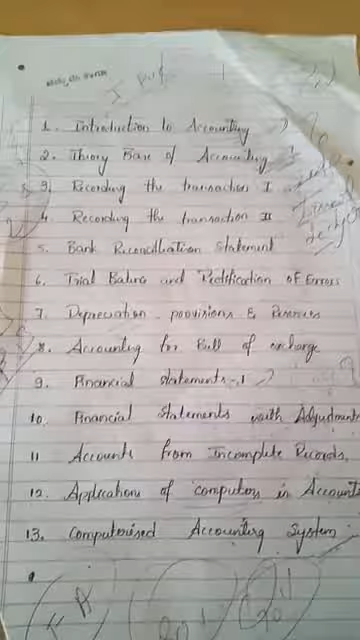 1. Introduction to Accounting
2. Theory Base of Accounting
3. Recording the transaction I
4. Recording the transaction II
5. Bank Reconciliation Statement
6. Trial Balance and Rectification of Errors
7. Depreciation, provisions & Reserves
8. Accounting for Bill of exchange
9. Financial statements-1
10. Financial Statements with Adjustments
11 Accounts from Incomplete Records.
12. Applications of computers in Account
13. Computerised Accounting System